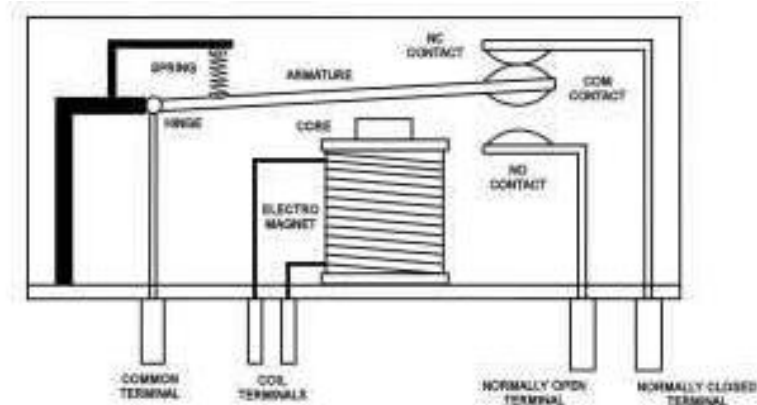 NC
CONTACT
SPRING
ARMATURE
COM
CONTACT
HINGE
CORE
NO
CONTACT
ELECTRO
MAGNET
COMMON
TERMINAL
COIL
TERMINALS
NORMALLY OPEN
TERMINAL
NORMALLY CLOSED
TERMINAL